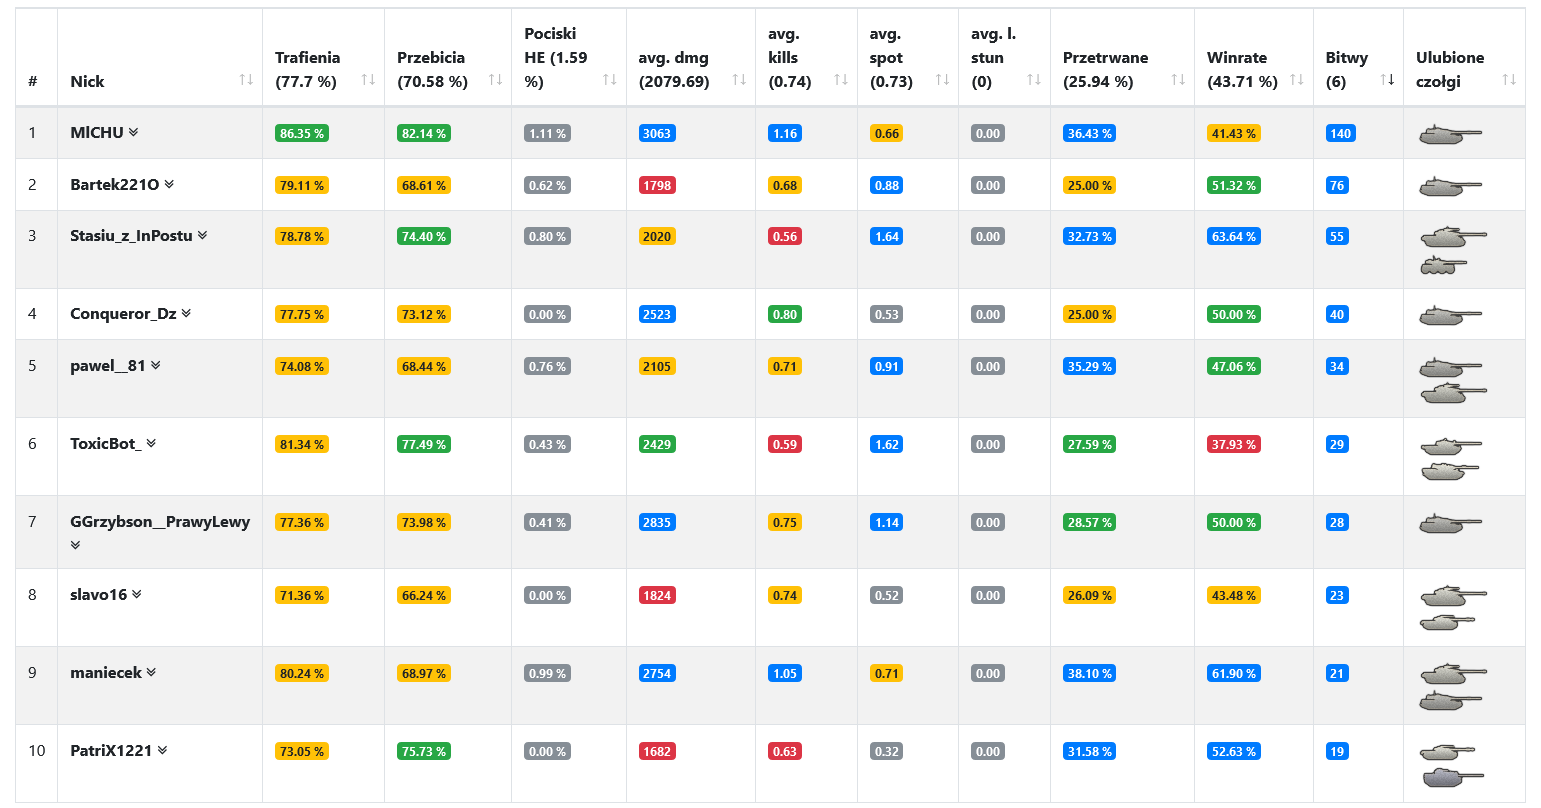 # Nick Trafienia (77.7 %) Przebicia (70.58 %) Pociski HE (1.59 %) avg. dmg (2079.69) avg. kills (0.74) avg. spot (0.73) avg. l. stun (0) Przetrwane (25.94 %) Winrate (43.71 %) Bitwy (6) Ulubione czołgi
1 MlCHU 86.35 % 82.14 % 1.11 % 3063 1.16 0.66 0.00 36.43 % 41.43 % 140
2 Bartek221O 79.11 % 68.61 % 0.62 % 1798 0.68 0.88 0.00 25.00 % 51.32 % 76
3 Stasiu_z_InPostu 78.78 % 74.40 % 0.80 % 2020 0.56 1.64 0.00 32.73 % 63.64 % 55
4 Conqueror_Dz 77.75 % 73.12 % 0.00 % 2523 0.80 0.53 0.00 25.00 % 50.00 % 40
5 pawel__81 74.08 % 68.44 % 0.76 % 2105 0.71 0.91 0.00 35.29 % 47.06 % 34
6 ToxicBot_ 81.34 % 77.49 % 0.43 % 2429 0.59 1.62 0.00 27.59 % 37.93 % 29
7 GGrzybson__PrawyLewy 77.36 % 73.98 % 0.41 % 2835 0.75 1.14 0.00 28.57 % 50.00 % 28
8 slavo16 71.36 % 66.24 % 0.00 % 1824 0.74 0.52 0.00 26.09 % 43.48 % 23
9 maniecek 80.24 % 68.97 % 0.99 % 2754 1.05 0.71 0.00 38.10 % 61.90 % 21
10 PatriX1221 73.05 % 75.73 % 0.00 % 1682 0.63 0.32 0.00 31.58 % 52.63 % 19